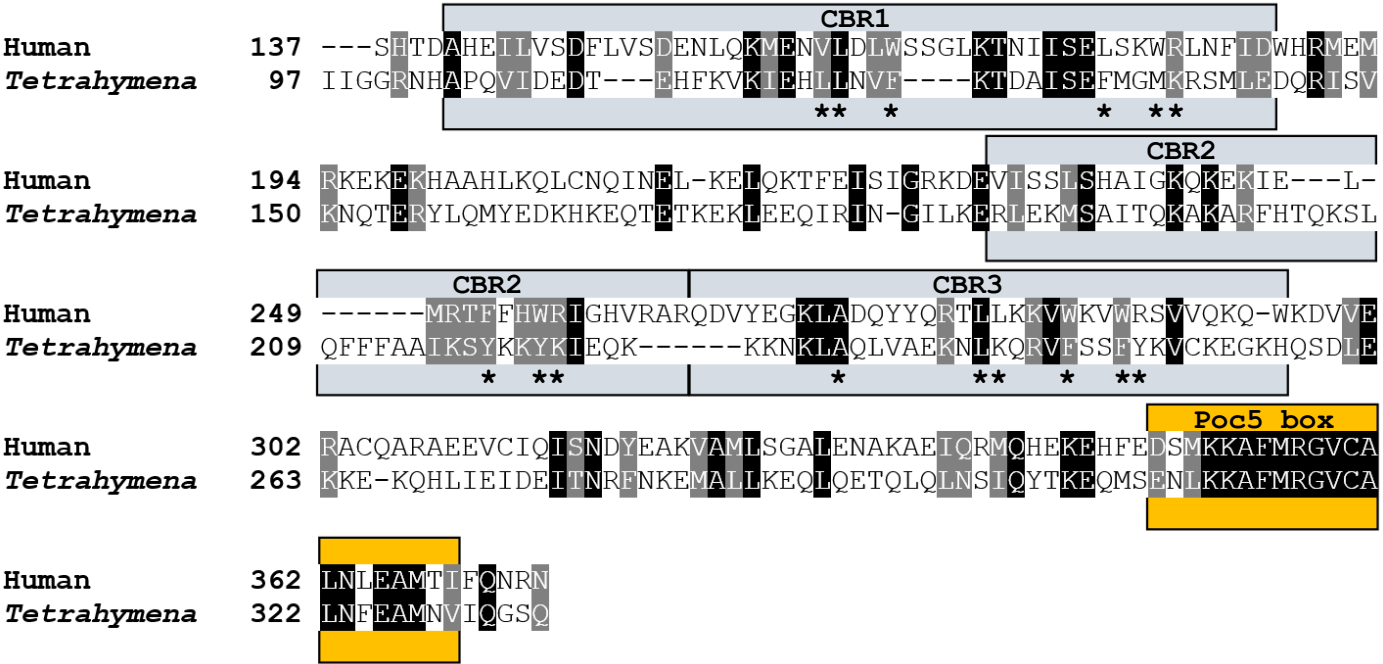 CBR1
Human 137 ---SHTDAHEILVSDFLVSDENLQKMENVLDLWSSGLKTNIISELSKWRLNFIDWHRMEM
Tetrahymena 97 IIGGRNHAPQVIDEDT---EHFKVKIEHLLNVF----KTDAISEFMGMKRSMLEDQRISV
** * * **
CBR2
Human 194 RKEKEKHAAHLKQLCNQINEL-KELQKTFEISIGRKDEVISSLSHAIGKQKEKIE---L-
Tetrahymena 150 KNQTERYLQMYEDKHKEQTETKEKLEEQIRIN-GILKERLEKMSAITQKAKARFHTQKSL
CBR2 CBR3
Human 249 ------MRTFFHWRIGHVRARQDVYEGKLADQYYQRTLLKKVWKVWRSVVQKQ-WKDVVE
Tetrahymena 209 QFFFAAIKSYKKYKIEQK------KKNKLAQLVAEKNLKQRVFSSFYKVCKEGKHQSDLE
* ** * ** * **
Poc5 box
Human 302 RACQARAEEVCIQISNDYEAKVAMLSGALENAKAEIQRMQHEKEHFEDSMKKAFMRGVCA
Tetrahymena 263 KKE-KQHLIEIDEITNRFNKEMALLKEQLQETQLQLNSIQYTKEQMSENLKKAFMRGVCA
Human 362 LNLEAMTIFQNRN
Tetrahymena 322 LNFEAMNVIQGSQ